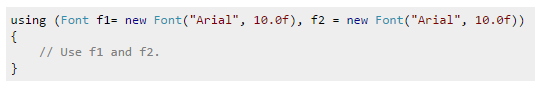 using (Font f1= new Font("Arial", 10.0f), f2 = new Font("Arial", 10.0f))
{
    // Use f1 and f2.
}